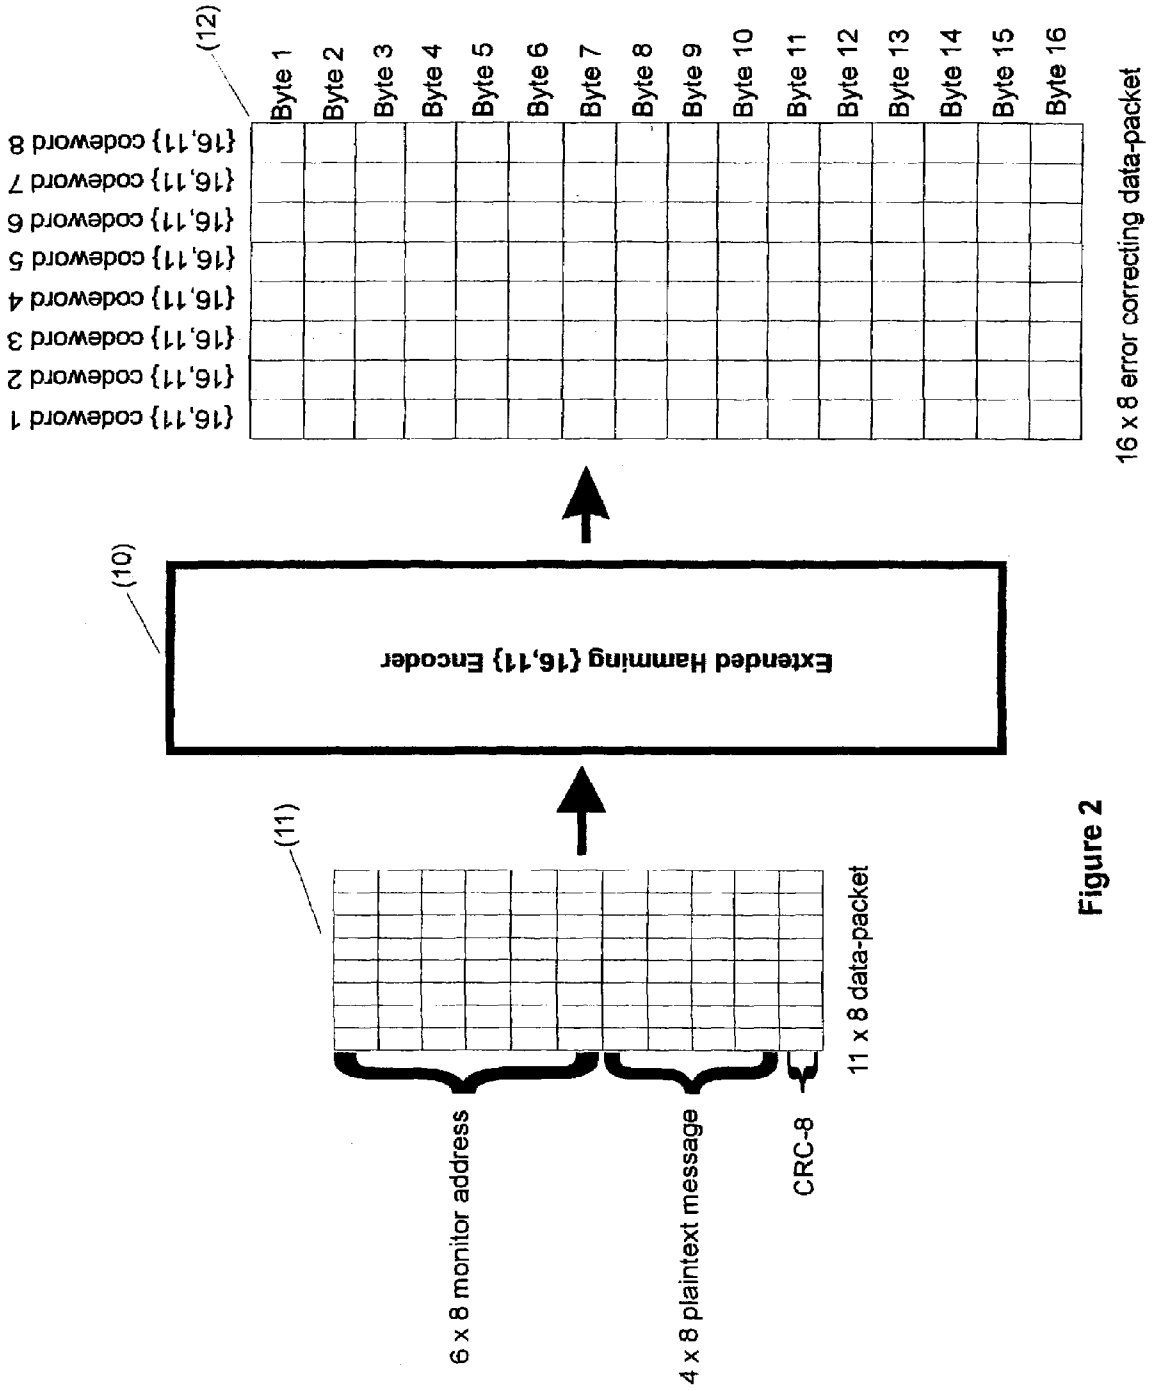 (12)
{16,11} codeword 8
{16,11} codeword 7
{16,11} codeword 6
{16,11} codeword 5
{16,11} codeword 4
{16,11} codeword 3
{16,11} codeword 2
{16,11} codeword 1
Byte 1
Byte 2
Byte 3
Byte 4
Byte 5
Byte 6
Byte 7
Byte 8
Byte 9
Byte 10
Byte 11
Byte 12
Byte 13
Byte 14
Byte 15
Byte 16
16 x 8 error correcting data-packet
(10)
Extended Hamming {16,11} Encoder
(11)
11 x 8 data-packet
6 x 8 monitor address
4 x 8 plaintext message
CRC-8
Figure 2